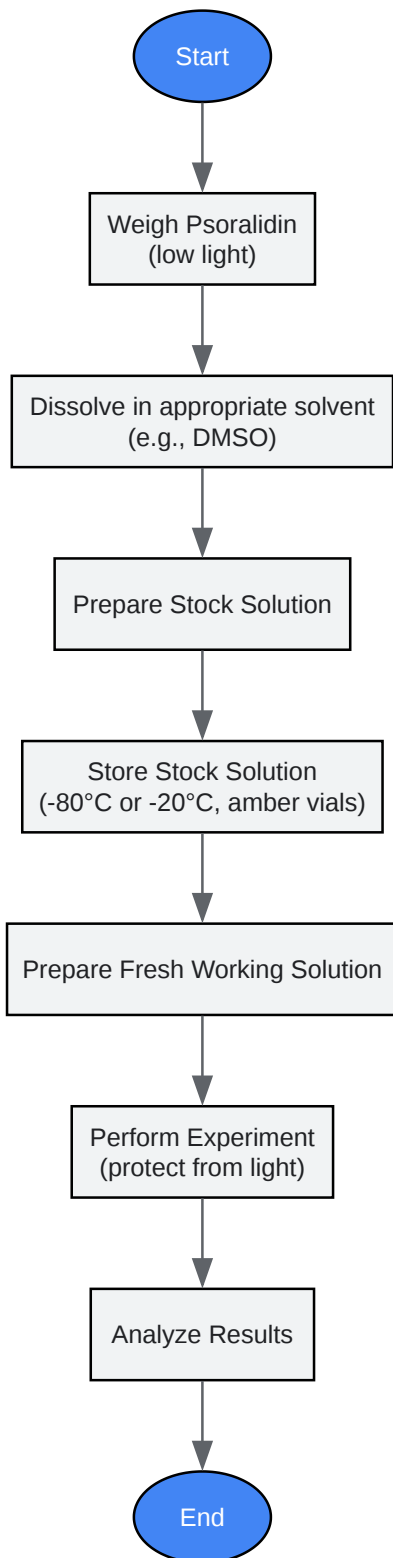 Start
Weigh Psoralidin
(low light)
Dissolve in appropriate solvent
(e.g., DMSO)
Prepare Stock Solution
Store Stock Solution
(-80°C or -20°C, amber vials)
Prepare Fresh Working Solution
Perform Experiment
(protect from light)
Analyze Results
End